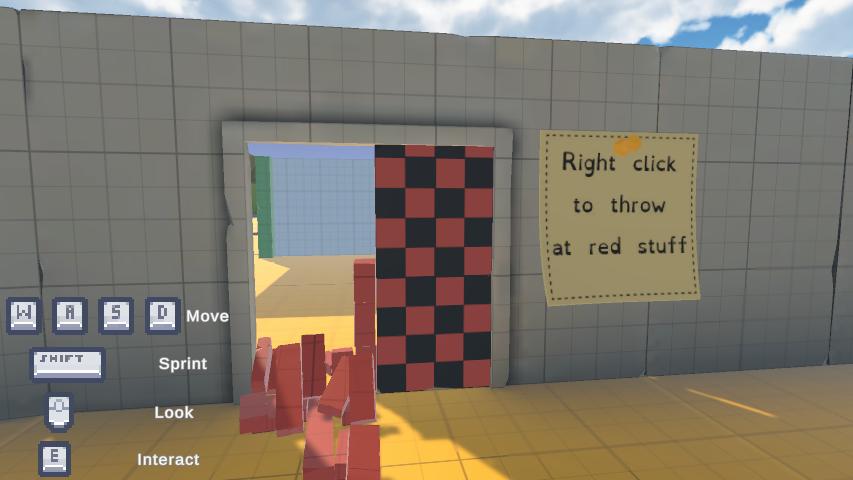 Right click
to throw
at red stuff
W A S D Move
SHIFT Sprint
Look
E Interact